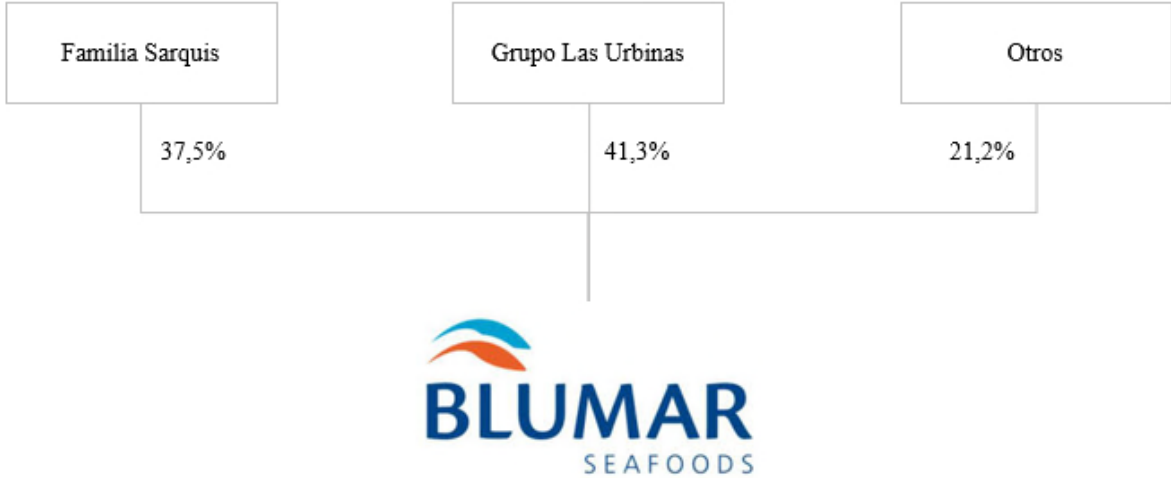 Familia Sarquis
Grupo Las Urbinas
Otros
37,5%
41,3%
21,2%
BLUMAR
SEAFOODS